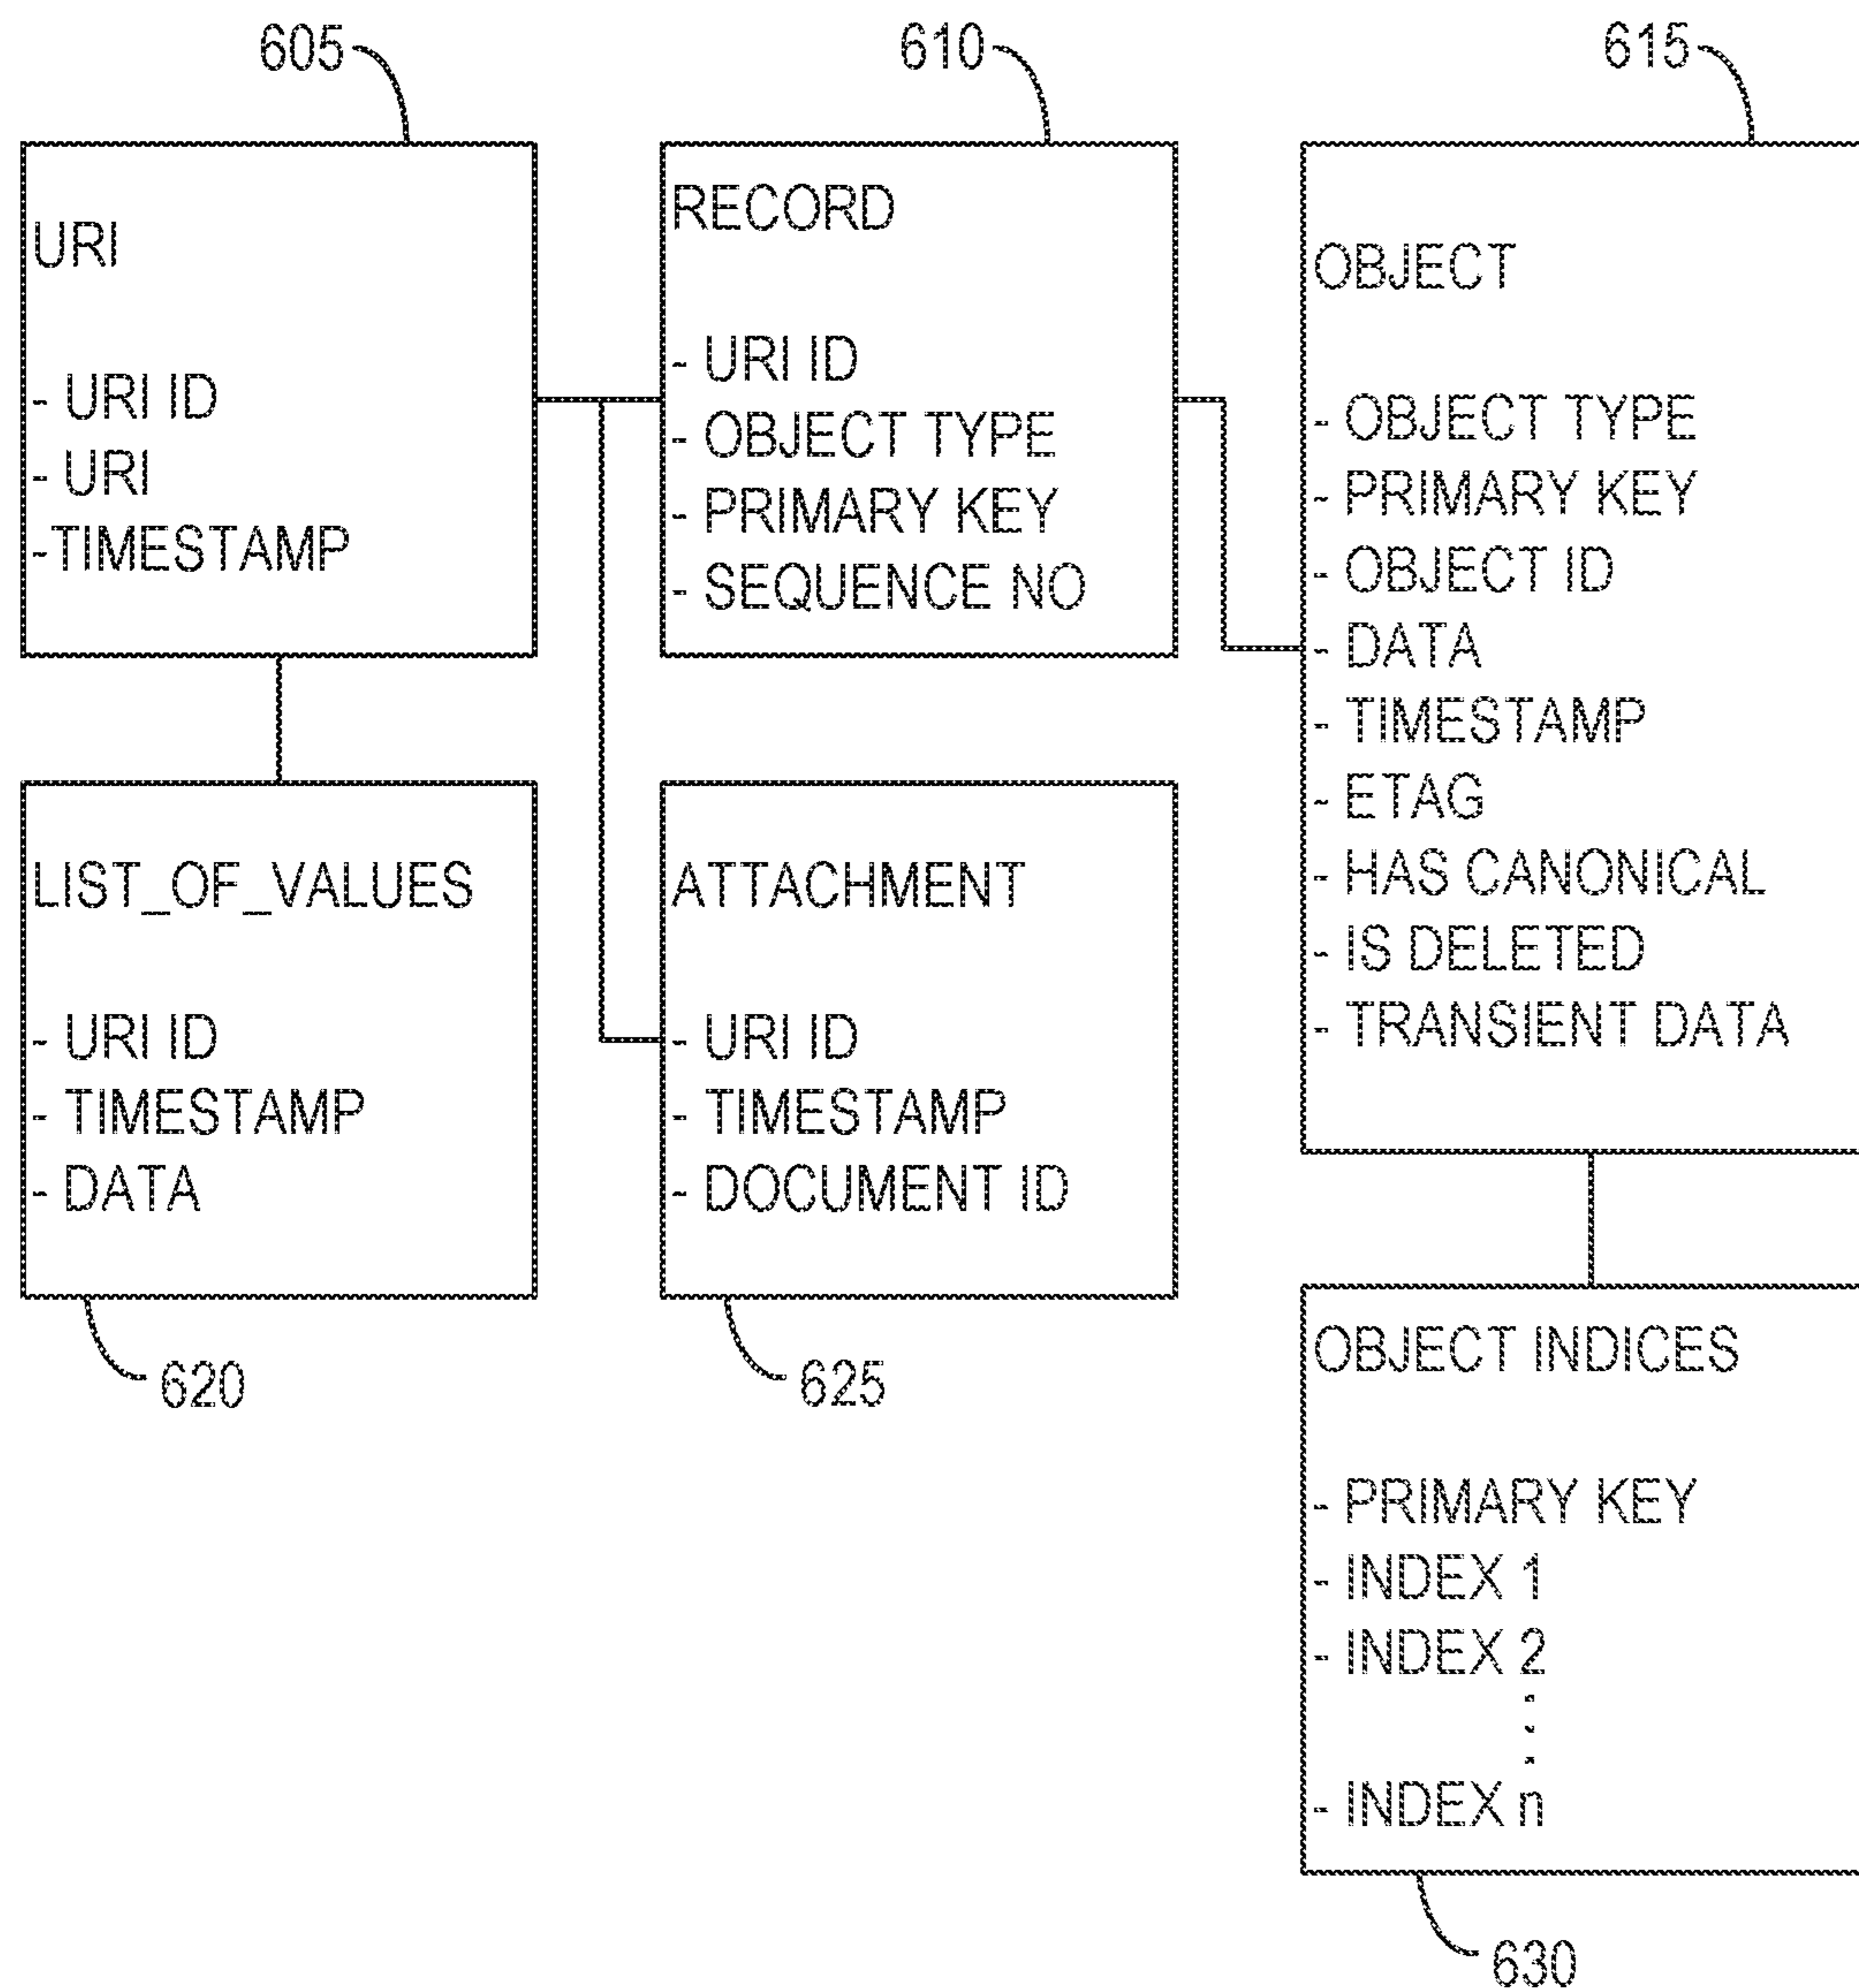 605
610
615
URI
- URI ID
- URI
-TIMESTAMP
RECORD
- URI ID
- OBJECT TYPE
- PRIMARY KEY
- SEQUENCE NO
OBJECT
- OBJECT TYPE
- PRIMARY KEY
- OBJECT ID
- DATA
- TIMESTAMP
- ETAG
- HAS CANONICAL
- IS DELETED
- TRANSIENT DATA
LIST_OF_VALUES
- URI ID
- TIMESTAMP
- DATA
620
ATTACHMENT
- URI ID
- TIMESTAMP
- DOCUMENT ID
625
OBJECT INDICES
- PRIMARY KEY
- INDEX 1
- INDEX 2
- INDEX n
630